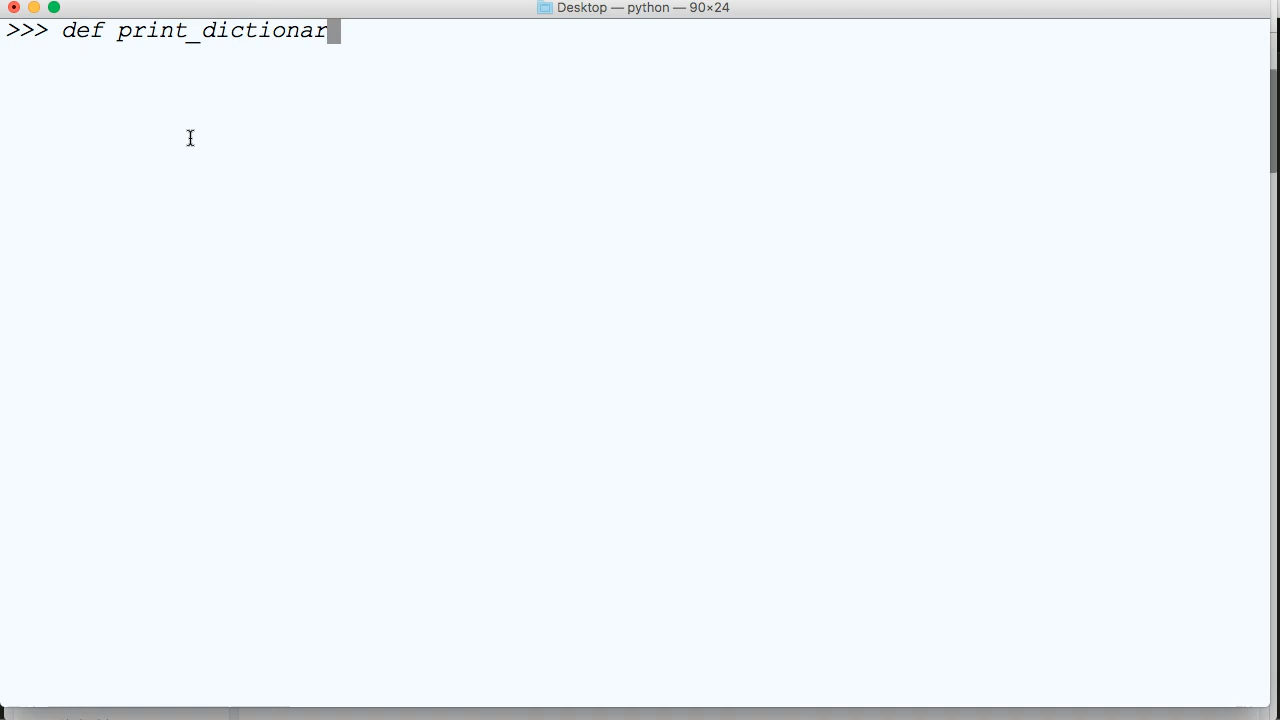 Desktop — python — 90×24
>>> def print_dictionar